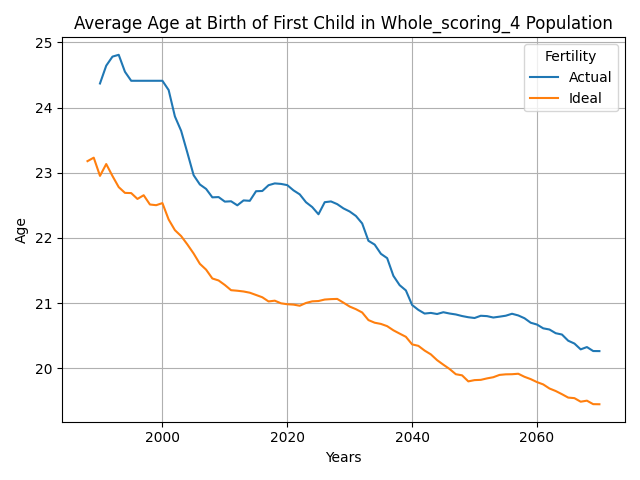 Average Age at Birth of First Child in Whole_scoring_4 Population
Fertility
Actual
Ideal
25
24
23
22
21
20
Age
2000
2020
2040
2060
Years